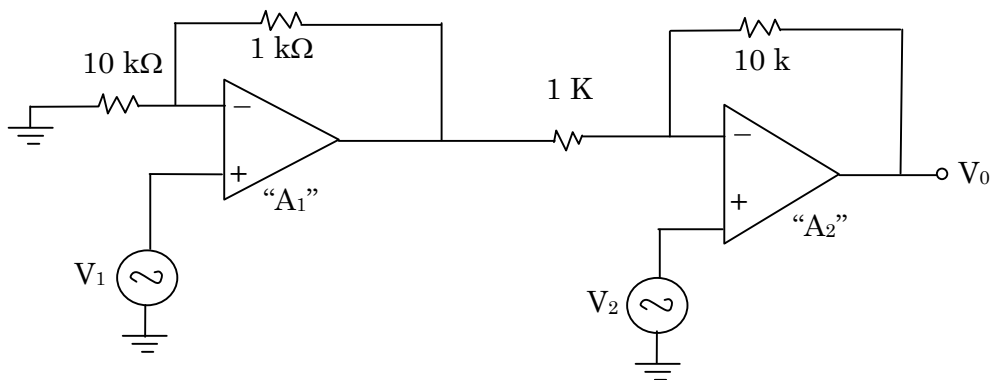 1 kΩ
10 k
10 kΩ
1 K
−
−
+
+
“A₁”
“A₂”
V₀
V₁
V₂